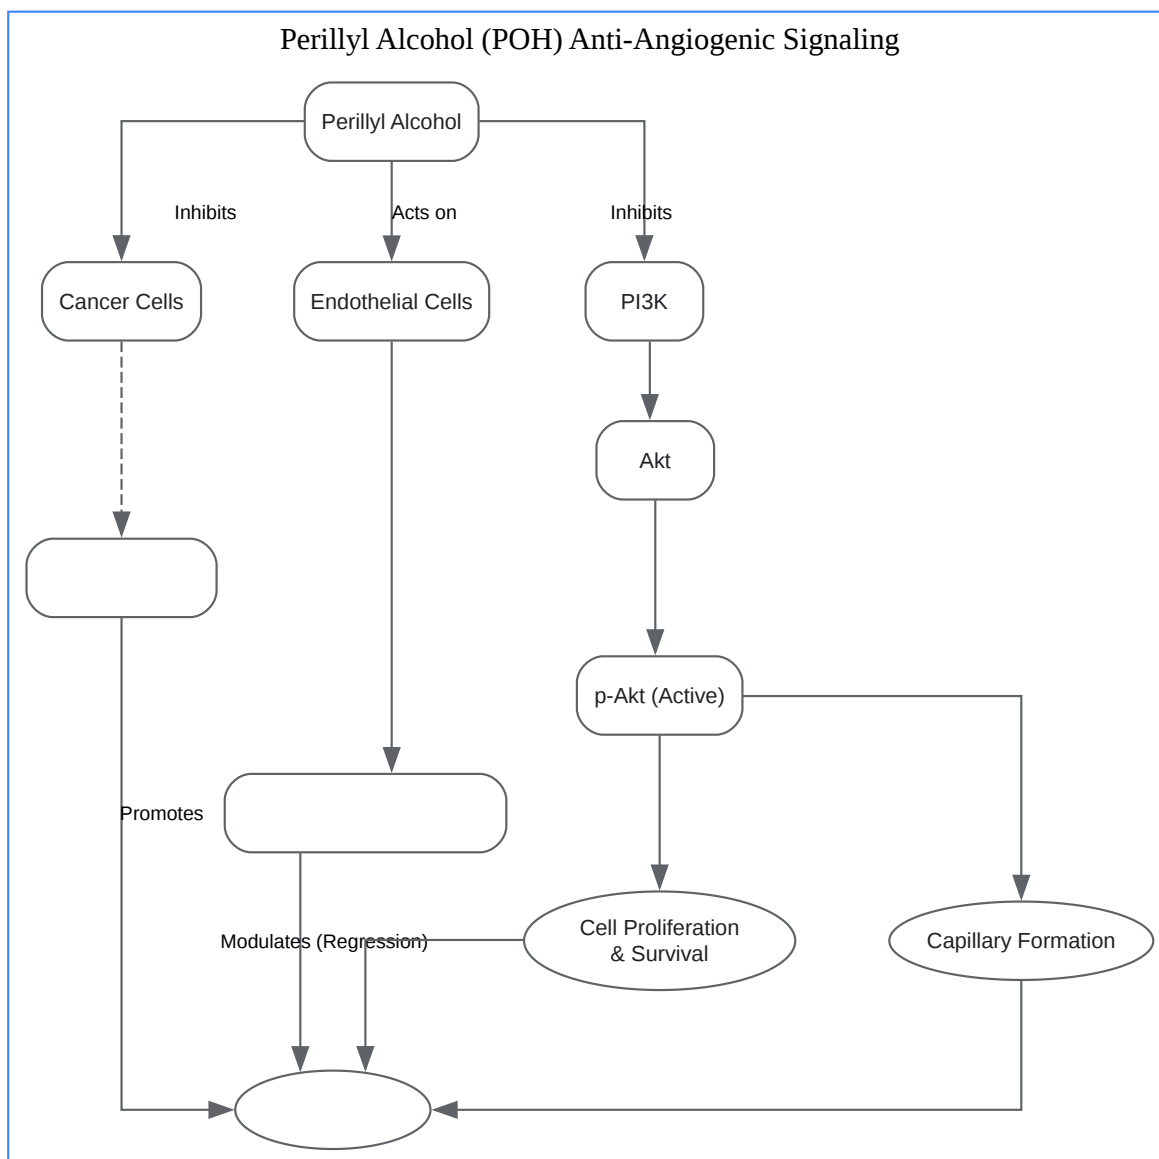 Perillyl Alcohol (POH) Anti-Angiogenic Signaling
Perillyl Alcohol
Inhibits
Acts on
Inhibits
Cancer Cells
Endothelial Cells
PI3K
Akt
p-Akt (Active)
Promotes
Modulates (Regression)
Cell Proliferation
& Survival
Capillary Formation